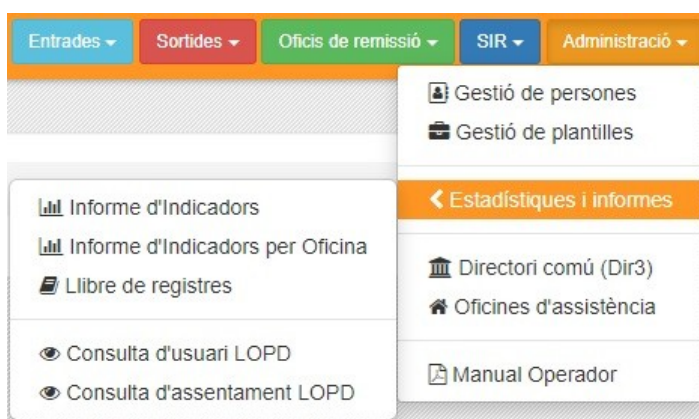 Entrades
Sortides
Oficis de remissió
SIR
Administració
Gestió de persones
Gestió de plantilles
Estadístiques i informes
Informe d'Indicadors
Informe d'Indicadors per Oficina
Llibre de registres
Consulta d'usuari LOPD
Consulta d'assentament LOPD
Directori comú (Dir3)
Oficines d'assistència
Manual Operador